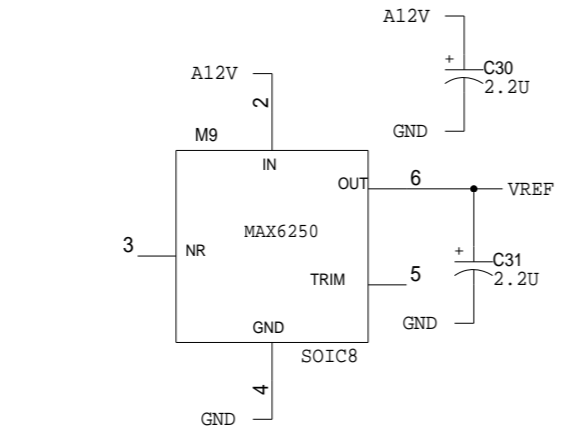 A12V
+
C30
2.2U
GND
A12V
2
M9
IN
OUT
6
VREF
MAX6250
3
NR
+
C31
2.2U
TRIM
5
GND
GND
SOIC8
4
GND